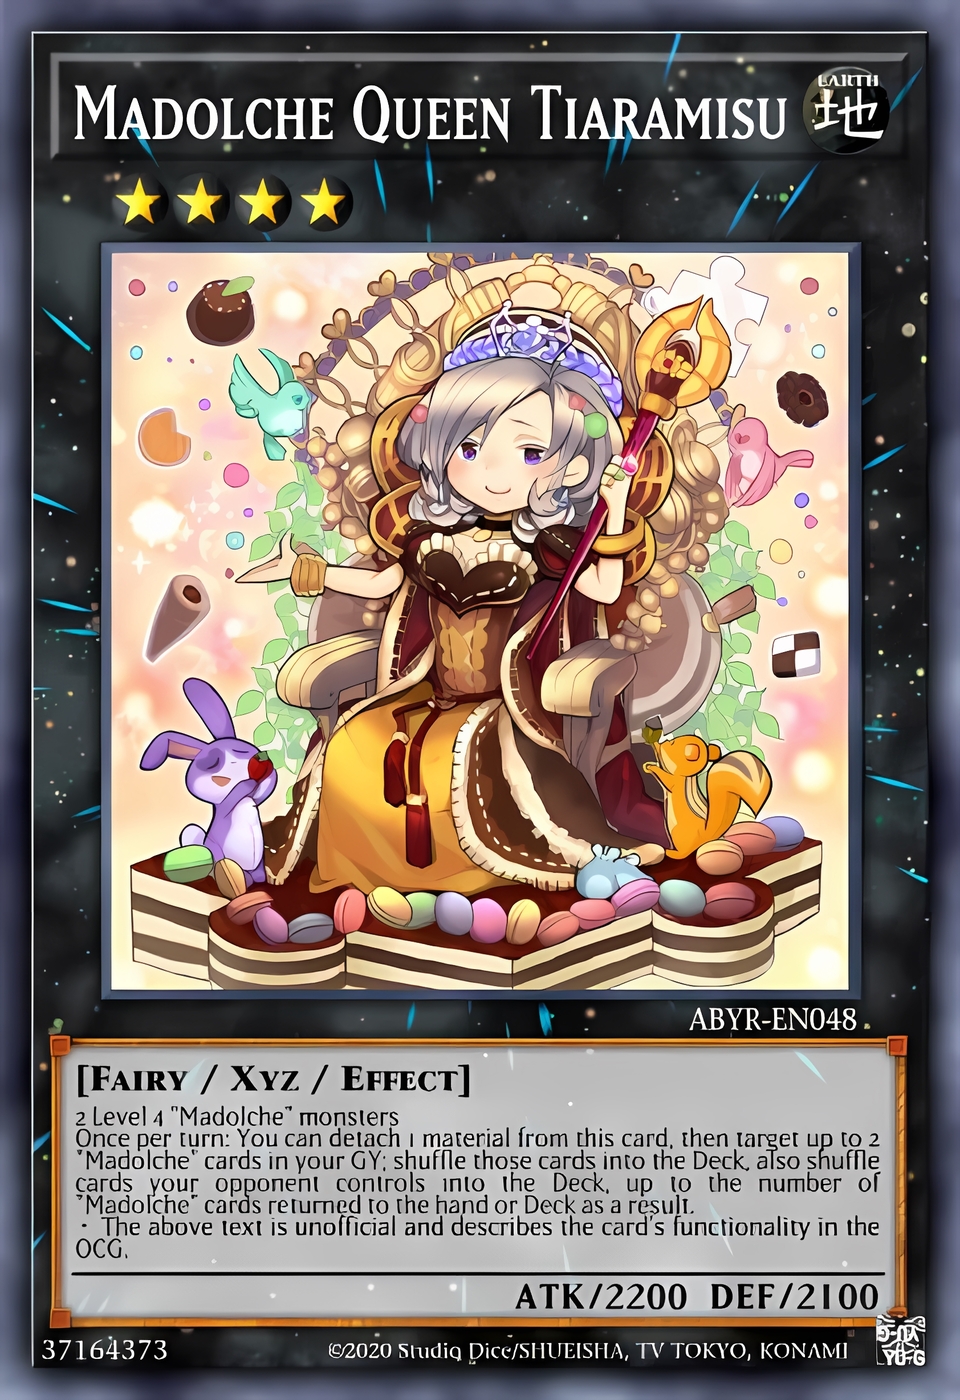 MADOLCHE QUEEN TIARAMISU
EARTH
地
ABYR-EN048
[FAIRY / XYZ / EFFECT]
2 Level 4 "Madolche" monsters
Once per turn: You can detach 1 material from this card, then target up to 2
"Madolche" cards in your GY; shuffle those cards into the Deck, also shuffle
cards your opponent controls into the Deck, up to the number of
"Madolche" cards returned to the hand or Deck as a result.
· The above text is unofficial and describes the card's functionality in the
OCG.
ATK/2200 DEF/2100
37164373
©2020 Studio Dice/SHUEISHA, TV TOKYO, KONAMI